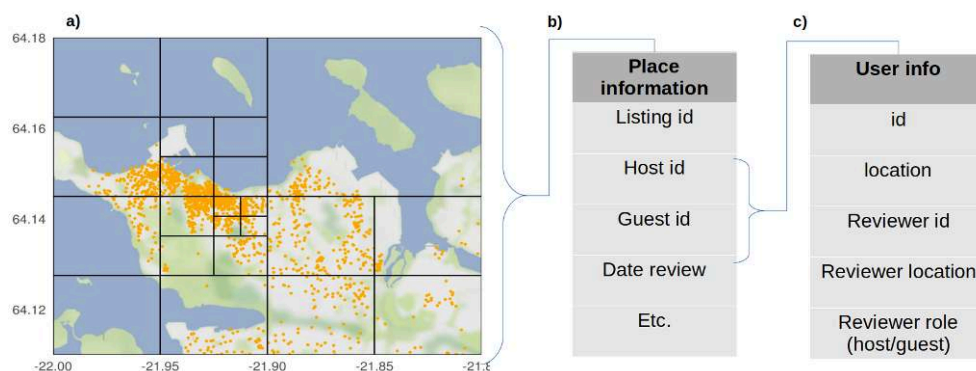 a)
64.18
64.16
64.14
64.12
-22.00
-21.95
-21.90
-21.85
b)
Place
information
Listing id
Host id
Guest id
Date review
Etc.
c)
User info
id
location
Reviewer id
Reviewer location
Reviewer role
(host/guest)